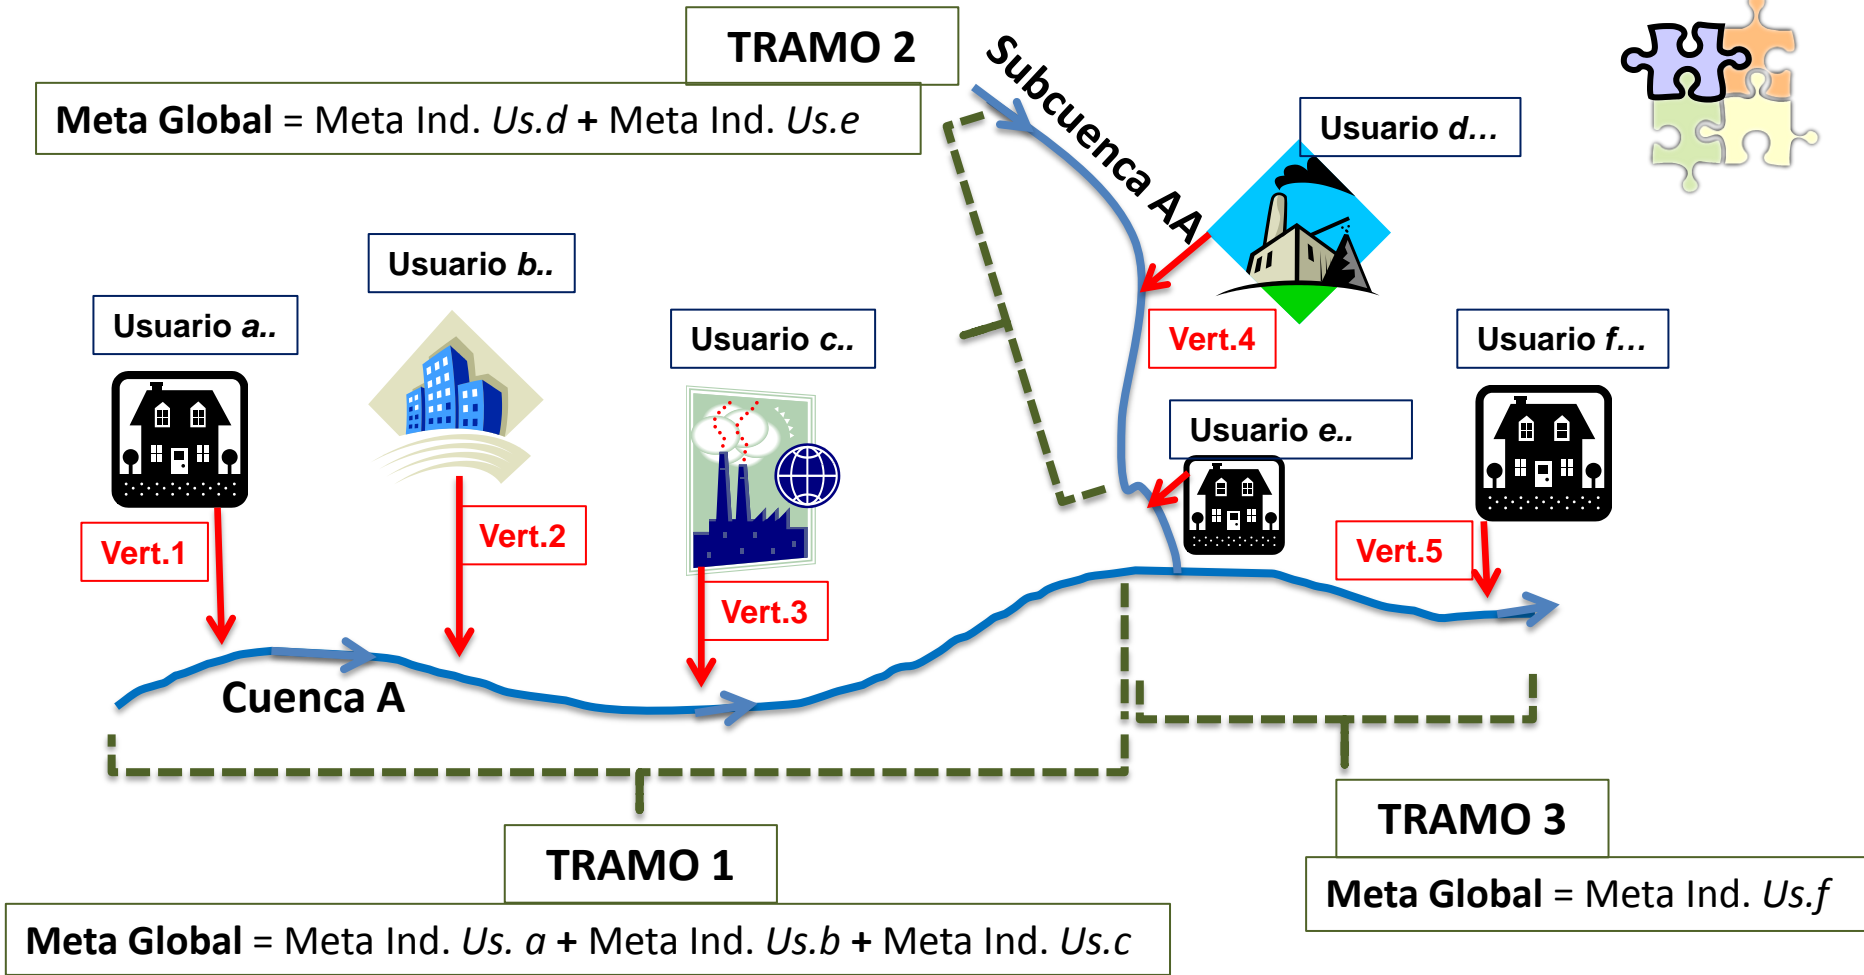 TRAMO 2
Meta Global = Meta Ind. Us.d + Meta Ind. Us.e
Subcuenca AA
Usuario d...
Usuario b..
Usuario a..
Usuario c..
Vert.4
Usuario f...
Usuario e..
Vert.1
Vert.2
Vert.3
Vert.5
Cuenca A
TRAMO 1
Meta Global = Meta Ind. Us. a + Meta Ind. Us.b + Meta Ind. Us.c
TRAMO 3
Meta Global = Meta Ind. Us.f